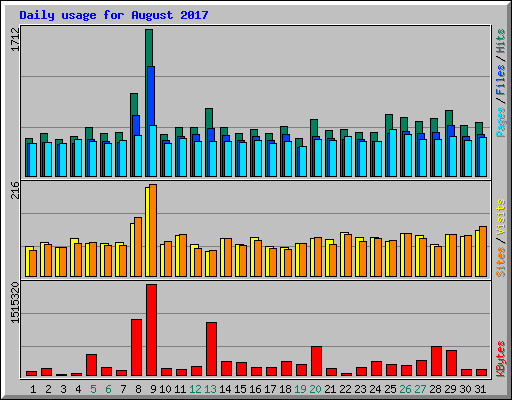 Daily usage for August 2017
1712
Pages / Files / Hits
216
Sites / Visits
1515320
KBytes
1 2 3 4 5 6 7 8 9 10 11 12 13 14 15 16 17 18 19 20 21 22 23 24 25 26 27 28 29 30 31